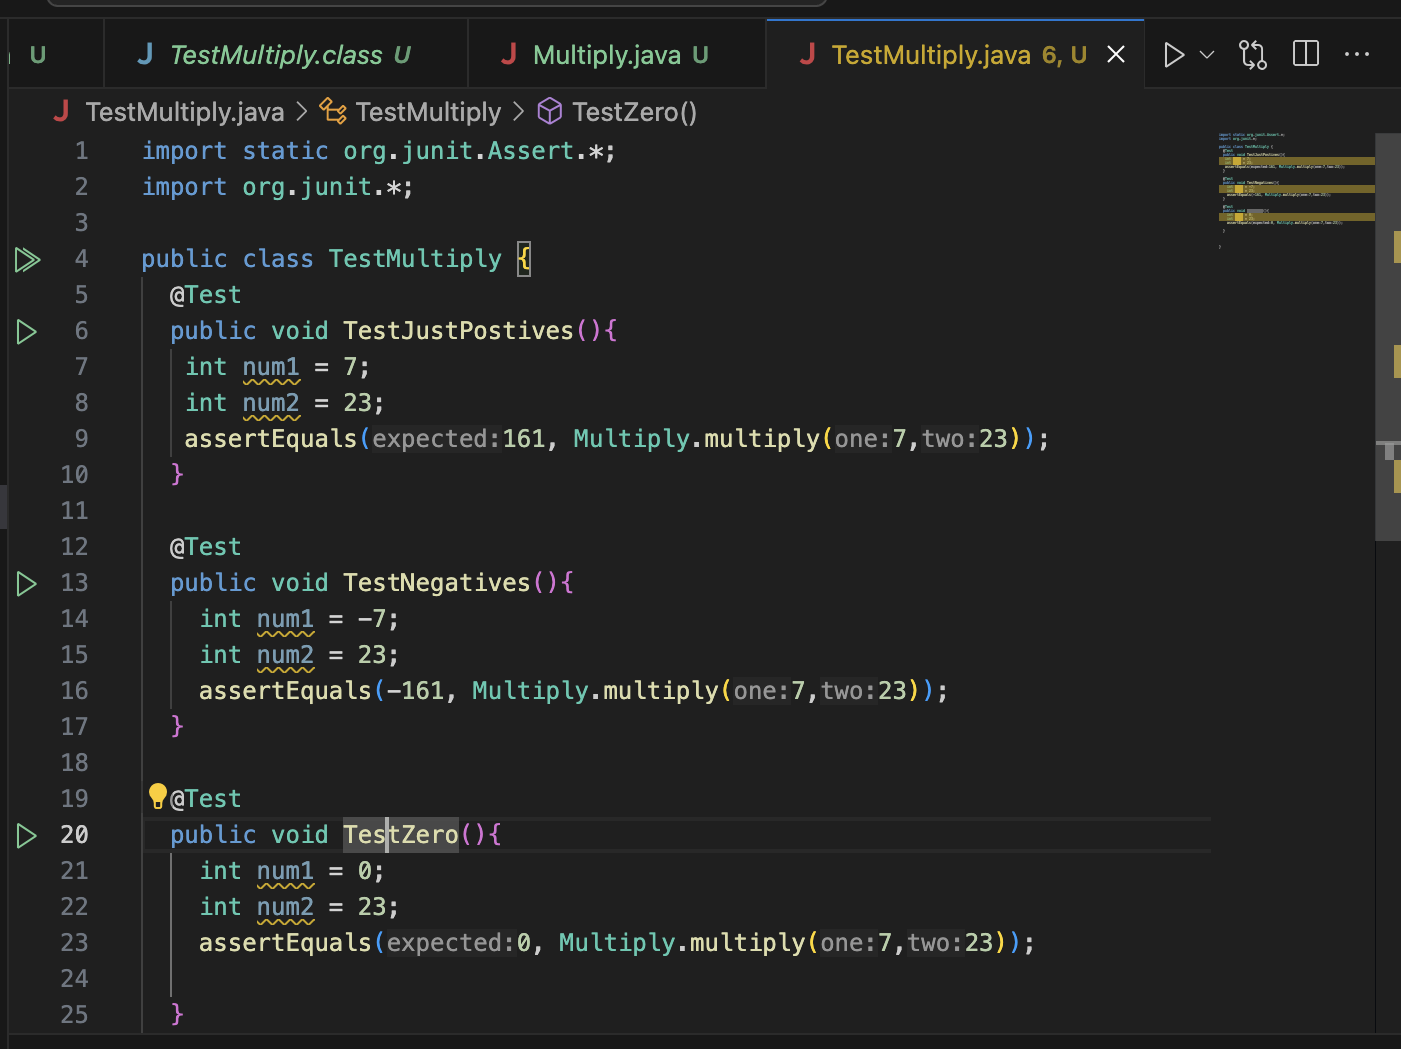 U
J TestMultiply.class U
J Multiply.java U
J TestMultiply.java 6, U
J TestMultiply.java > TestMultiply > TestZero()
1 import static org.junit.Assert.*;
2 import org.junit.*;
3
4 public class TestMultiply {
5 @Test
6 public void TestJustPostives(){
7 int num1 = 7;
8 int num2 = 23;
9 assertEquals(expected:161, Multiply.multiply(one:7,two:23));
10 }
11
12 @Test
13 public void TestNegatives(){
14 int num1 = -7;
15 int num2 = 23;
16 assertEquals(-161, Multiply.multiply(one:7,two:23));
17 }
18
19 @Test
20 public void TestZero(){
21 int num1 = 0;
22 int num2 = 23;
23 assertEquals(expected:0, Multiply.multiply(one:7,two:23));
24
25 }